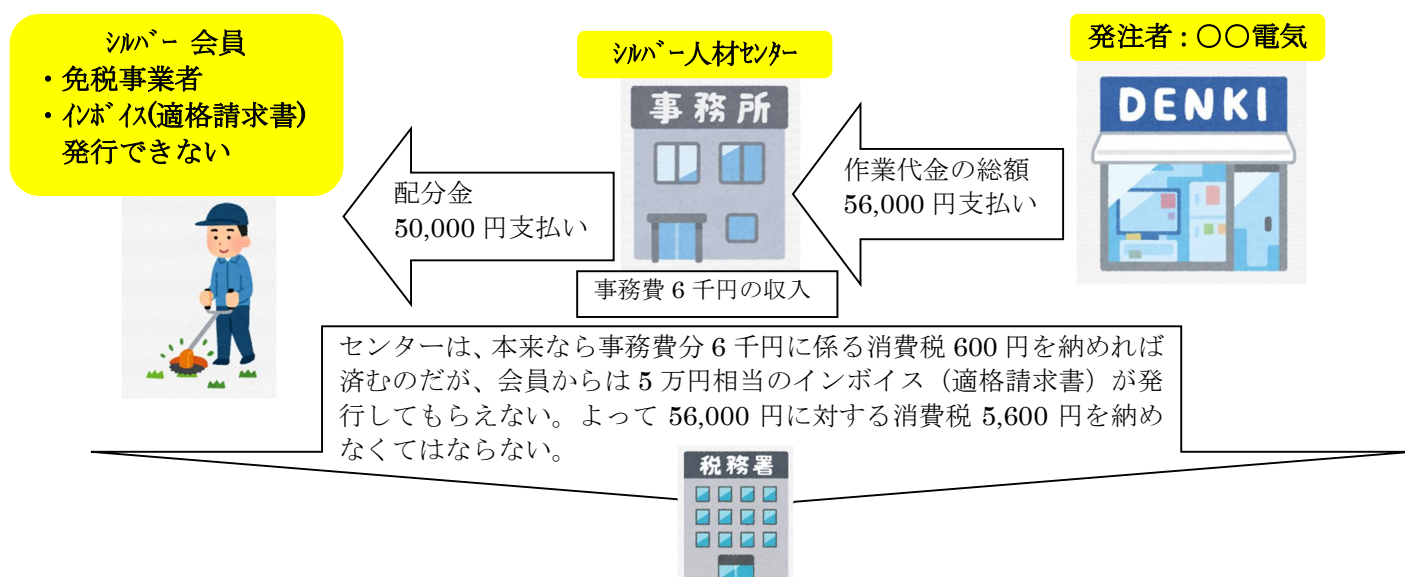 ｼﾙﾊﾞｰ 会員
・免税事業者
・ｲﾝﾎﾞｲｽ(適格請求書)
発行できない
ｼﾙﾊﾞｰ人材ｾﾝﾀｰ
事務所
発注者：〇〇電気
DENKI
配分金
50,000 円支払い
作業代金の総額
56,000 円支払い
事務費 6 千円の収入
センターは、本来なら事務費分 6 千円に係る消費税 600 円を納めれば
済むのだが、会員からは 5 万円相当のインボイス（適格請求書）が発
行してもらえない。よって 56,000 円に対する消費税 5,600 円を納め
なくてはならない。
税務署